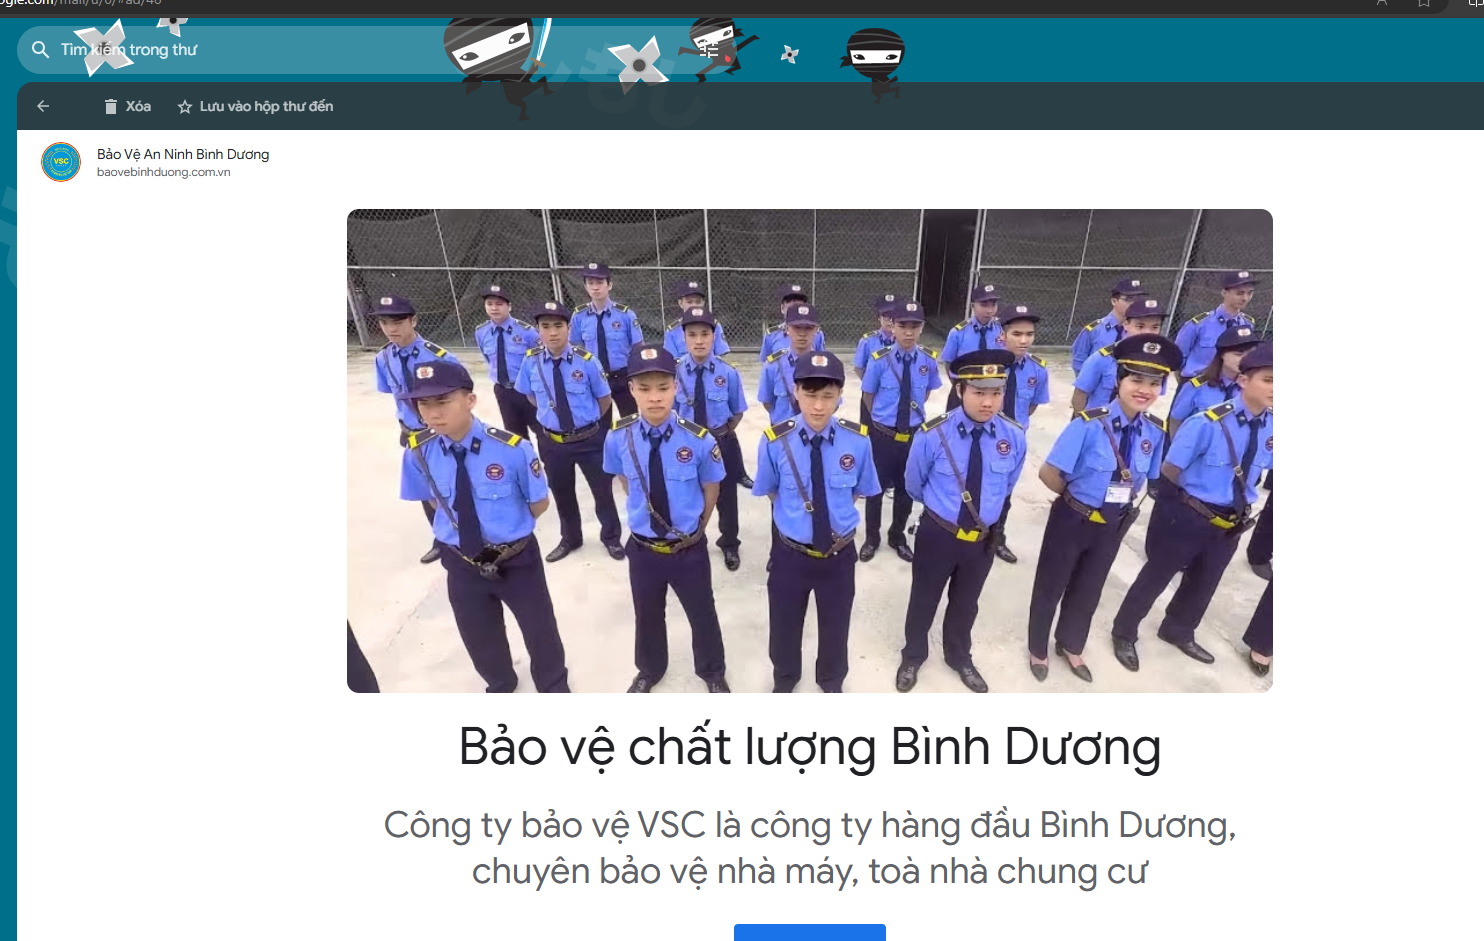 Tìm kiếm trong thư
Xóa
Lưu vào hộp thư đến
VSC
Bảo Vệ An Ninh Bình Dương
baovebinhduong.com.vn
Bảo vệ chất lượng Bình Dương
Công ty bảo vệ VSC là công ty hàng đầu Bình Dương,
chuyên bảo vệ nhà máy, toà nhà chung cư